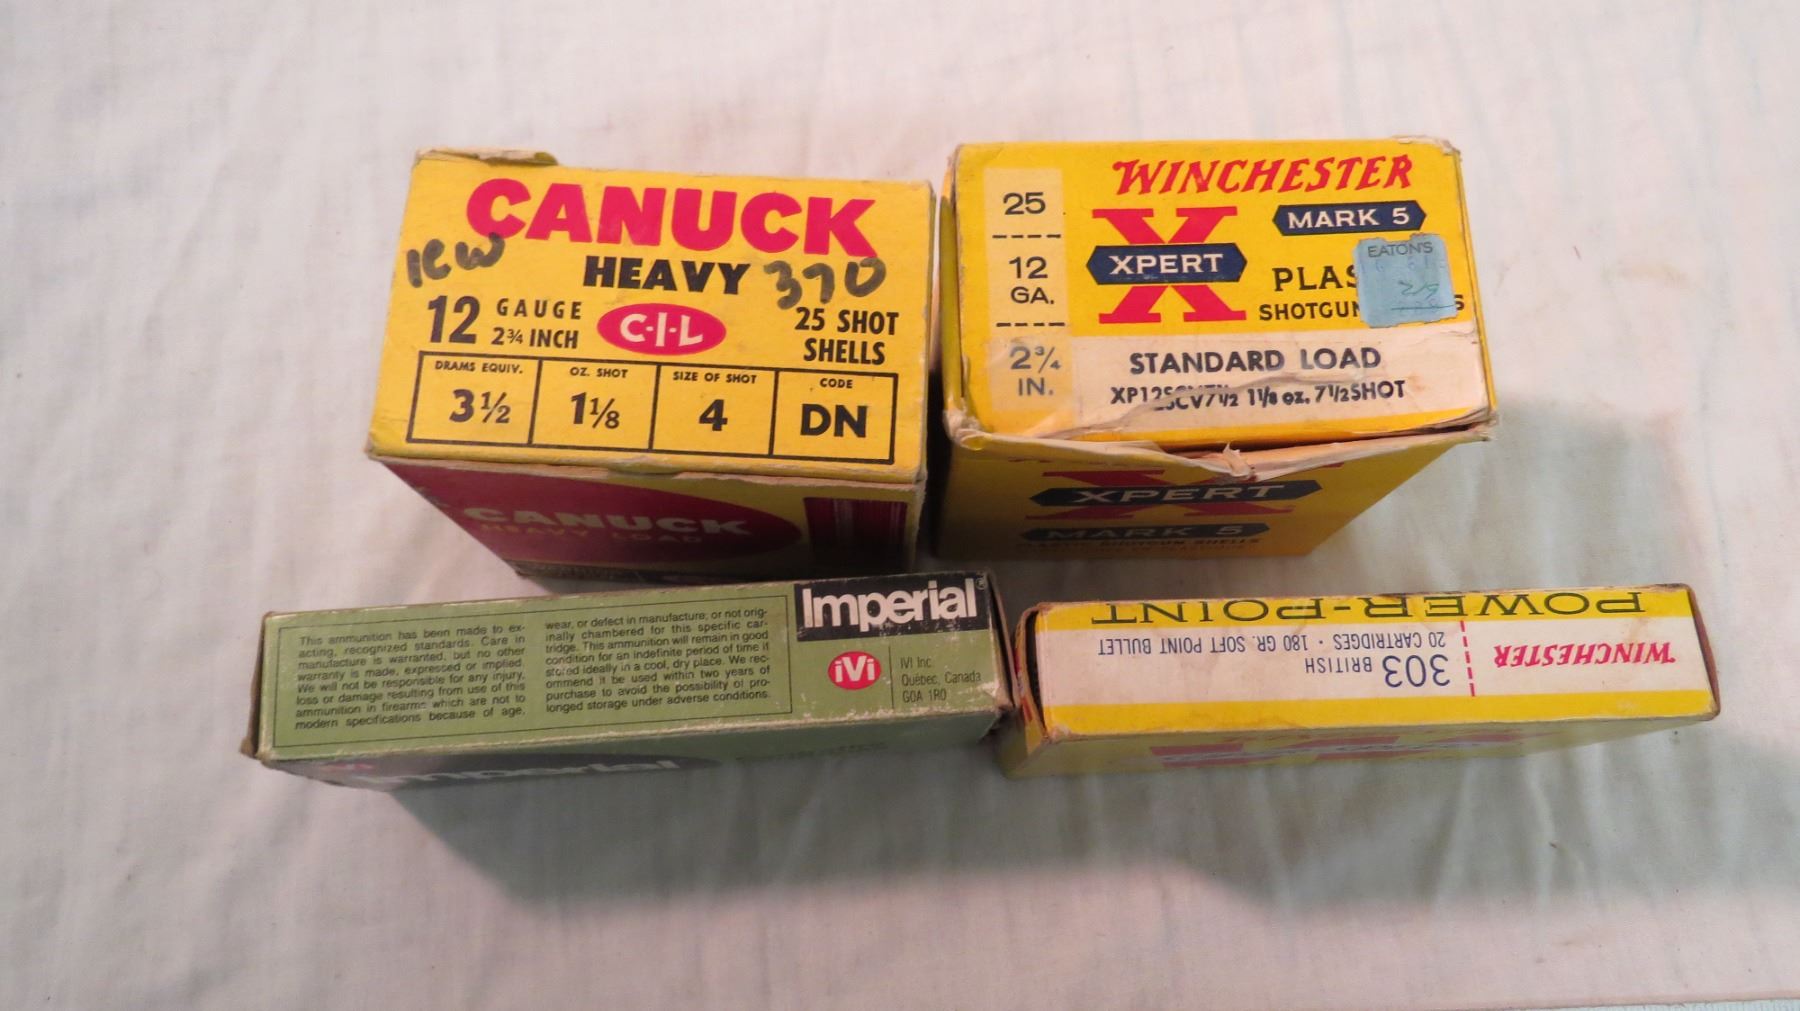 CANUCK
HEAVY 370
12 GAUGE
2¾ INCH
C-I-L
25 SHOT
SHELLS
DRAMS EQUIV.
3½
OZ. SHOT
1⅛
SIZE OF SHOT
4
CODE
DN
CANUCK
HEAVY LOAD
25
12
GA.
2¾
IN.
WINCHESTER
MARK 5
XPERT
EATON'S
SHOTGUN
STANDARD LOAD
1⅛ oz. 7½ SHOT
XPERT
MARK 5
PLASTIC SHOTGUN SHELLS
This ammunition has been made to ex-
acting, recognized standards. Care in
manufacture is warranted, but no other
warranty is made, expressed or implied.
We will not be responsible for any injury,
loss or damage resulting from use of this
ammunition in firearms which are not to
modern specifications because of age,
wear, or defect in manufacture; or not orig-
inally chambered for this specific car-
tridge. This ammunition will remain in good
condition for an indefinite period of time if
stored ideally in a cool, dry place. We rec-
ommend it be used within two years of
purchase to avoid the possibility of pro-
longed storage under adverse conditions.
Imperial®
iVi
IVI Inc.
Québec, Canada
G0A 1R0
Imperial
WINCHESTER
303 BRITISH
20 CARTRIDGES • 180 GR. SOFT POINT BULLET
POWER-POINT